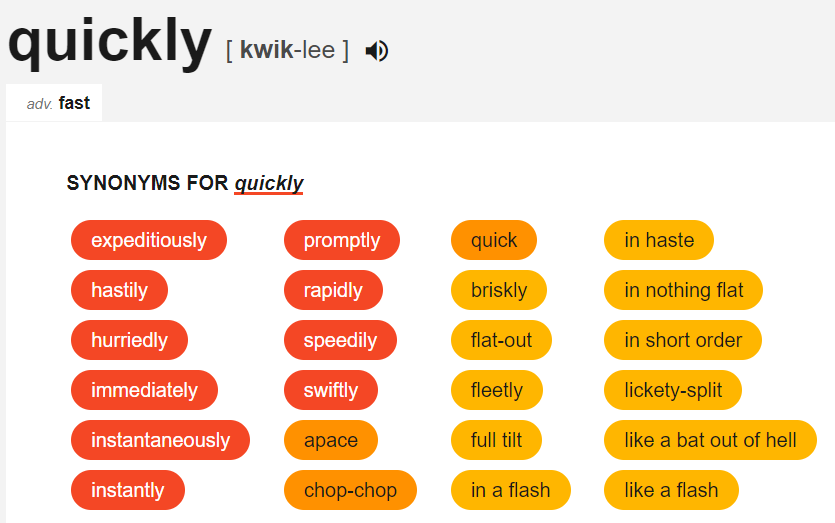 quickly [ kwik-lee ]
adv. fast
SYNONYMS FOR quickly
expeditiously promptly quick in haste
hastily rapidly briskly in nothing flat
hurriedly speedily flat-out in short order
immediately swiftly fleetly lickety-split
instantaneously apace full tilt like a bat out of hell
instantly chop-chop in a flash like a flash